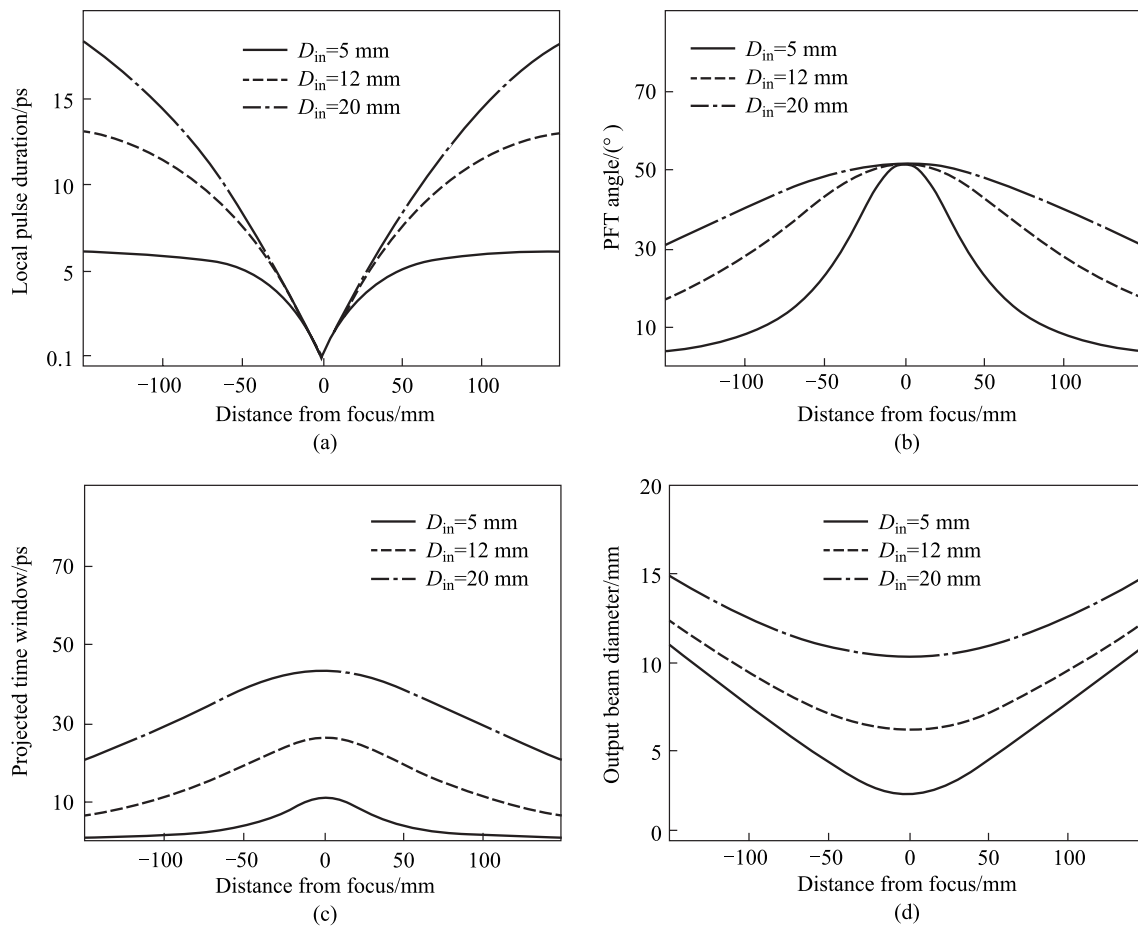 Local pulse duration/ps
15
10
5
0.1
D_in=5 mm
D_in=12 mm
D_in=20 mm
−100 −50 0 50 100
Distance from focus/mm
(a)
PFT angle/(°)
70
50
30
10
D_in=5 mm
D_in=12 mm
D_in=20 mm
−100 −50 0 50 100
Distance from focus/mm
(b)
Projected time window/ps
70
50
30
10
D_in=5 mm
D_in=12 mm
D_in=20 mm
−100 −50 0 50 100
Distance from focus/mm
(c)
Output beam diameter/mm
20
15
10
5
0
D_in=5 mm
D_in=12 mm
D_in=20 mm
−100 −50 0 50 100
Distance from focus/mm
(d)